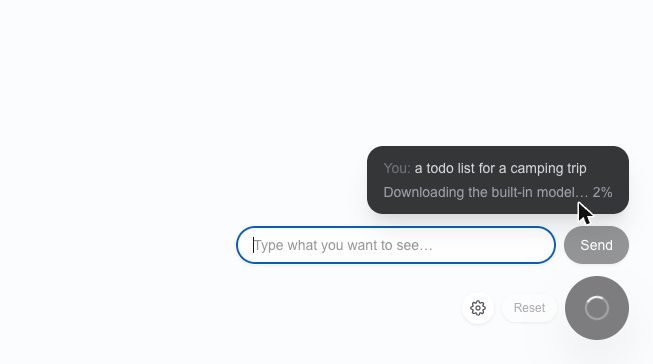 You: a todo list for a camping trip
Downloading the built-in model… 2%
Type what you want to see…
Send
Reset